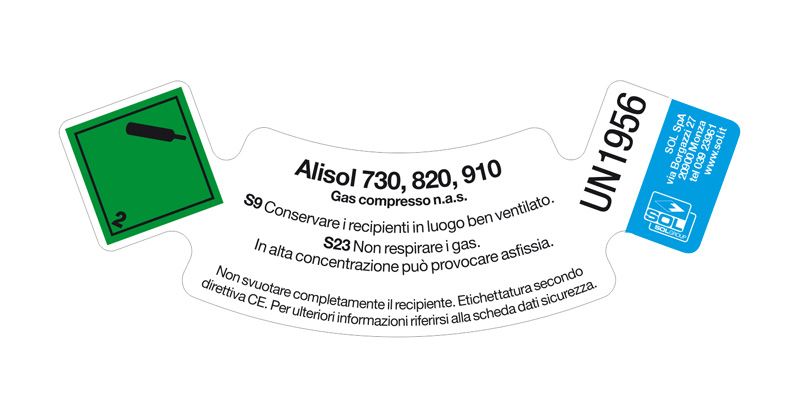 2
Alisol 730, 820, 910
Gas compresso n.a.s.
S9 Conservare i recipienti in luogo ben ventilato.
S23 Non respirare i gas.
In alta concentrazione può provocare asfissia.
Non svuotare completamente il recipiente. Etichettatura secondo
direttiva CE. Per ulteriori informazioni riferirsi alla scheda dati sicurezza.
UN1956
SOL SpA
via Borgazzi 27
20900 Monza
tel 039 23961
www.sol.it
SOL
SOLGROUP